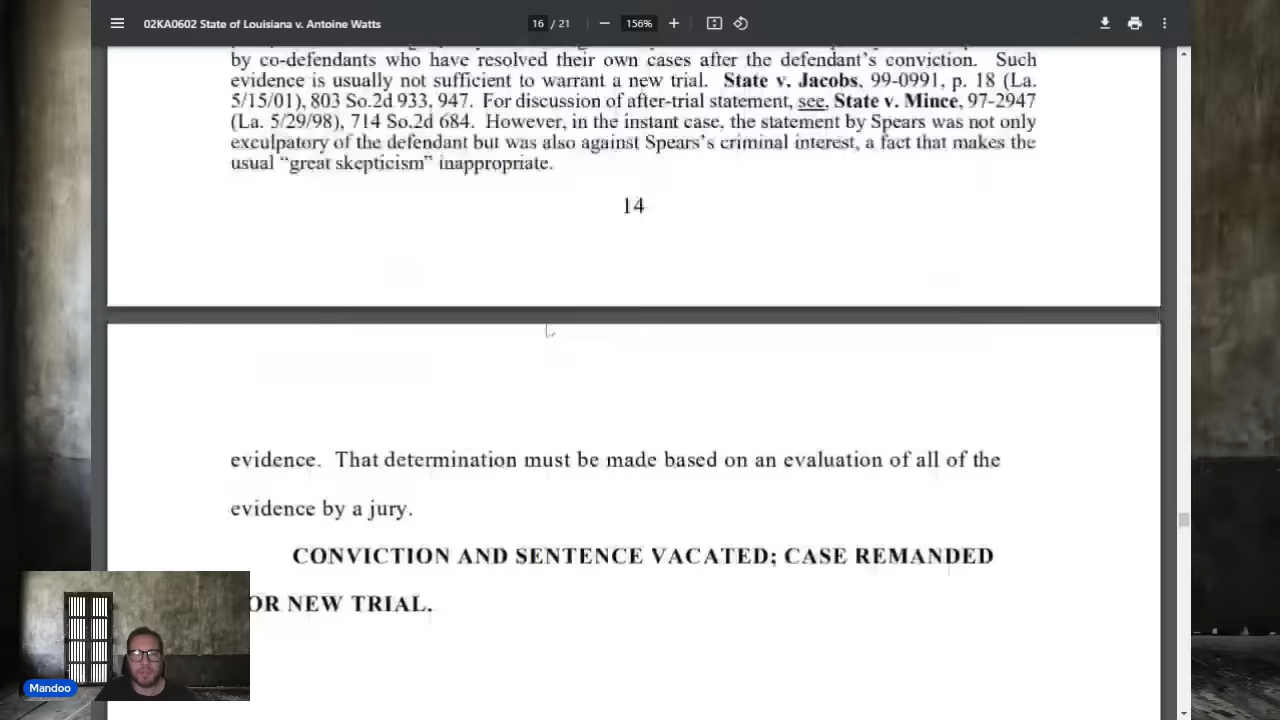 02KA0602 State of Louisiana v. Antoine Watts
16 / 21
156%
by co-defendants who have resolved their own cases after the defendant's conviction. Such
evidence is usually not sufficient to warrant a new trial. State v. Jacobs, 99-0991, p. 18 (La.
5/15/01), 803 So.2d 933, 947. For discussion of after-trial statement, see, State v. Mince, 97-2947
(La. 5/29/98), 714 So.2d 684. However, in the instant case, the statement by Spears was not only
exculpatory of the defendant but was also against Spears's criminal interest, a fact that makes the
usual "great skepticism" inappropriate.
14
evidence. That determination must be made based on an evaluation of all of the
evidence by a jury.
CONVICTION AND SENTENCE VACATED; CASE REMANDED
OR NEW TRIAL.
Mandoo